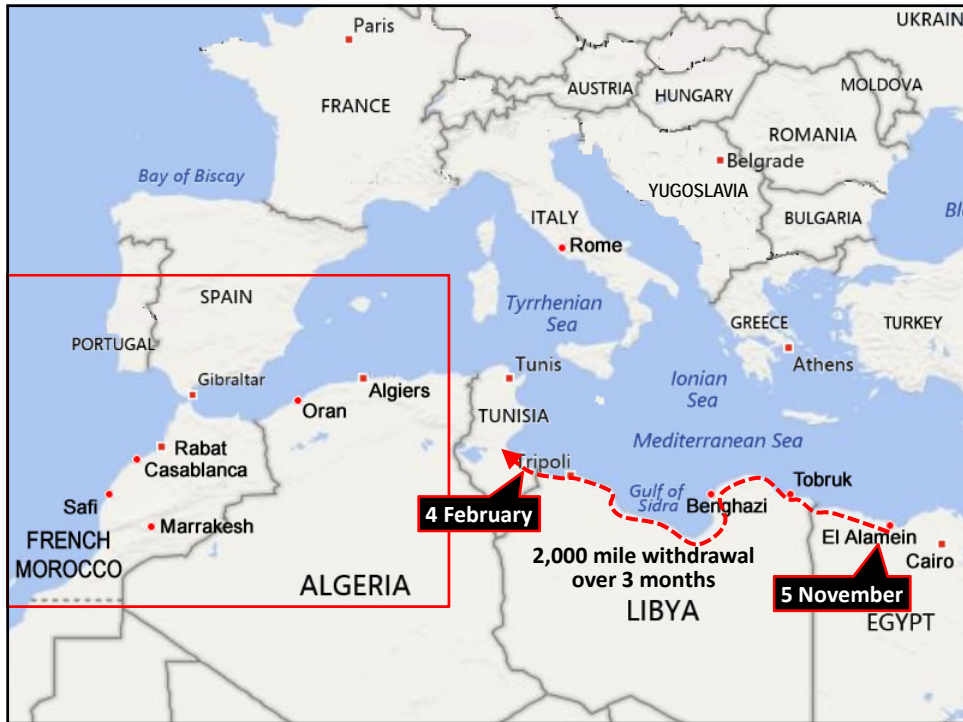 UKRAIN
Paris
FRANCE
AUSTRIA
HUNGARY
MOLDOVA
ROMANIA
Bay of Biscay
Belgrade
YUGOSLAVIA
ITALY
BULGARIA
Bl
Rome
SPAIN
Tyrrhenian
Sea
GREECE
TURKEY
PORTUGAL
Athens
Gibraltar
Algiers
Tunis
Ionian
Sea
Oran
TUNISIA
Mediterranean Sea
Rabat
Casablanca
Tripoli
Tobruk
Safi
4 February
Gulf of
Sidra
Benghazi
Marrakesh
FRENCH
MOROCCO
2,000 mile withdrawal
over 3 months
El Alamein
Cairo
ALGERIA
LIBYA
5 November
EGYPT